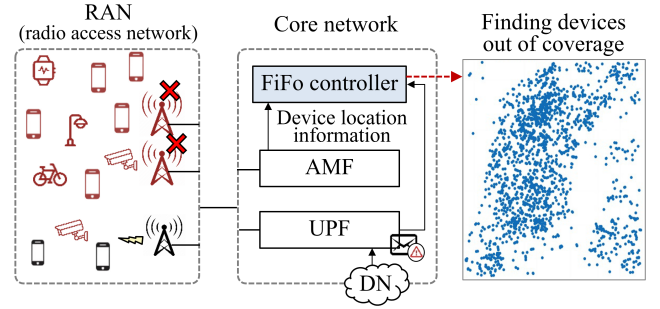 RAN
(radio access network)
Core network
Finding devices
out of coverage
FiFo controller
Device location
information
AMF
UPF
DN